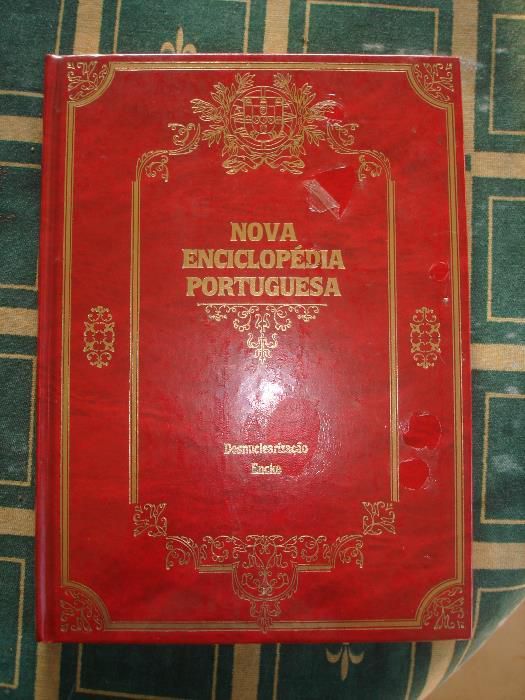 NOVA
ENCICLOPÉDIA
PORTUGUESA
Desnuclearização
Encke